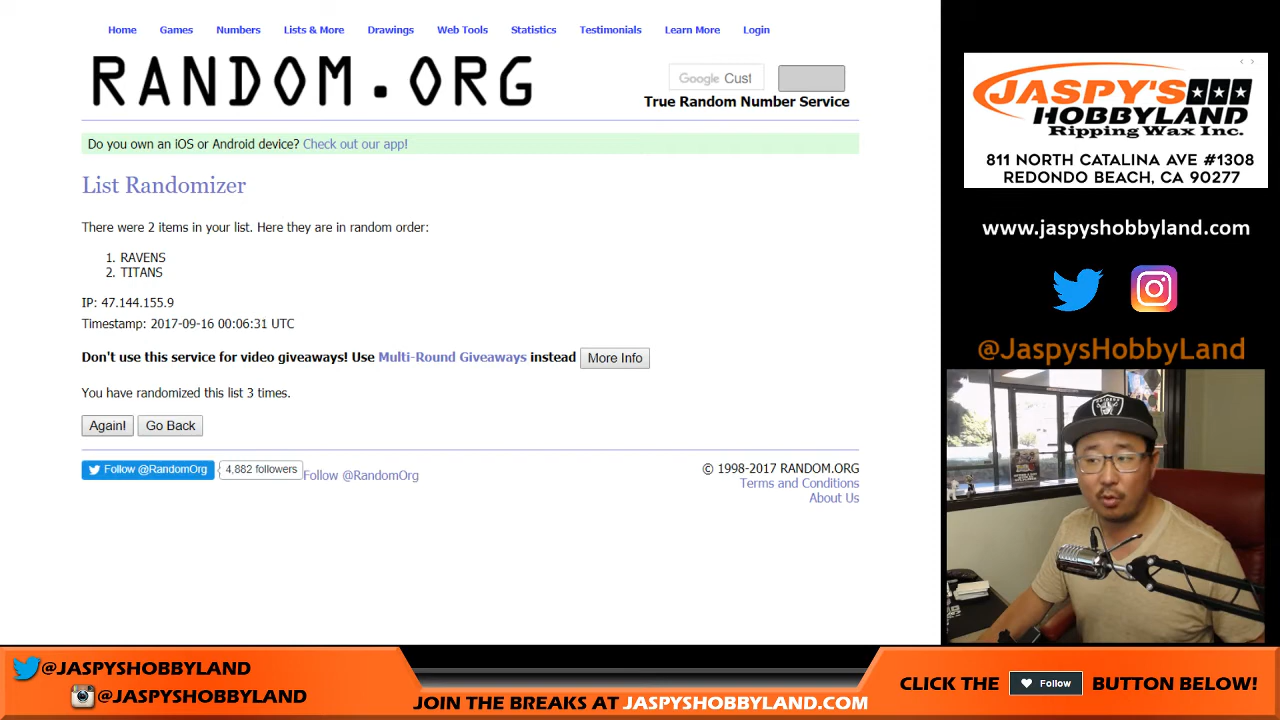 Home Games Numbers Lists & More Drawings Web Tools Statistics Testimonials Learn More Login
RANDOM.ORG
Google Cust
True Random Number Service
Do you own an iOS or Android device? Check out our app!
List Randomizer
There were 2 items in your list. Here they are in random order:
1. RAVENS
2. TITANS
IP: 47.144.155.9
Timestamp: 2017-09-16 00:06:31 UTC
Don't use this service for video giveaways! Use Multi-Round Giveaways instead More Info
You have randomized this list 3 times.
Again! Go Back
Follow @RandomOrg 4,882 followers Follow @RandomOrg
© 1998-2017 RANDOM.ORG
Terms and Conditions
About Us
JASPY'S
HOBBYLAND
Ripping Wax Inc.
811 NORTH CATALINA AVE #1308
REDONDO BEACH, CA 90277
www.jaspyshobbyland.com
@JaspysHobbyLand
RAIDERS
@JASPYSHOBBYLAND
@JASPYSHOBBYLAND
JOIN THE BREAKS AT JASPYSHOBBYLAND.COM
CLICK THE Follow BUTTON BELOW!